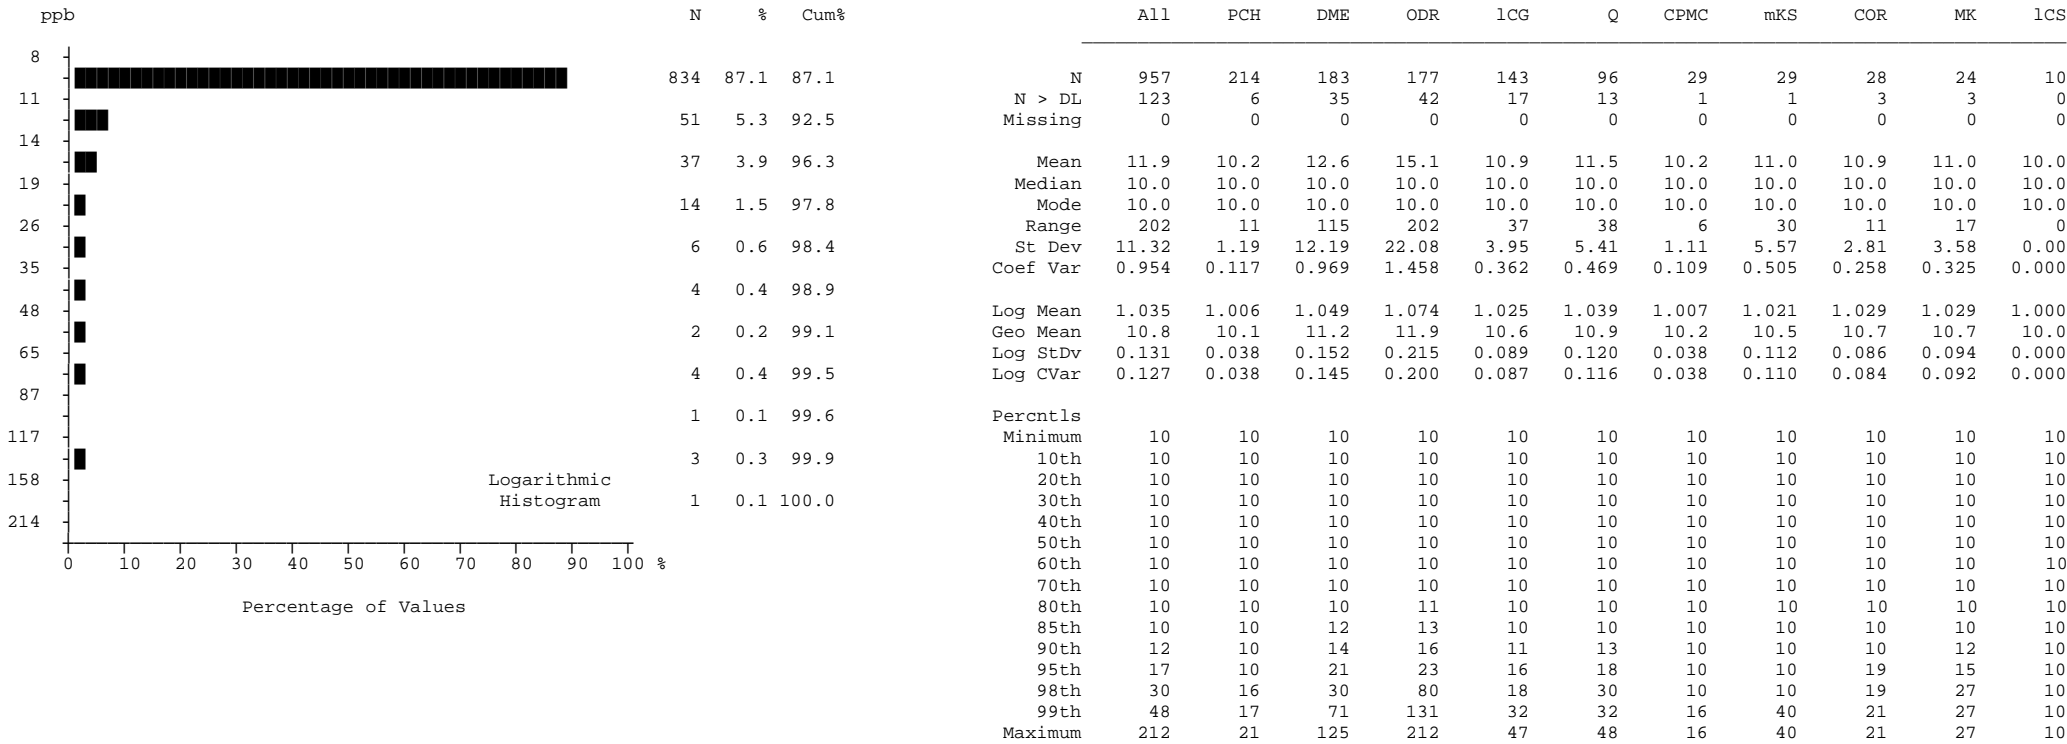 ppb N % Cum%
8
834 87.1 87.1
11
51 5.3 92.5
14
37 3.9 96.3
19
14 1.5 97.8
26
6 0.6 98.4
35
4 0.4 98.9
48
2 0.2 99.1
65
4 0.4 99.5
87
1 0.1 99.6
117
3 0.3 99.9
158 Logarithmic
Histogram 1 0.1 100.0
214
0 10 20 30 40 50 60 70 80 90 100 %
Percentage of Values
All PCH DME ODR lCG Q CPMC mKS COR MK lCS
N 957 214 183 177 143 96 29 29 28 24 10
N > DL 123 6 35 42 17 13 1 1 3 3 0
Missing 0 0 0 0 0 0 0 0 0 0 0
Mean 11.9 10.2 12.6 15.1 10.9 11.5 10.2 11.0 10.9 11.0 10.0
Median 10.0 10.0 10.0 10.0 10.0 10.0 10.0 10.0 10.0 10.0 10.0
Mode 10.0 10.0 10.0 10.0 10.0 10.0 10.0 10.0 10.0 10.0 10.0
Range 202 11 115 202 37 38 6 30 11 17 0
St Dev 11.32 1.19 12.19 22.08 3.95 5.41 1.11 5.57 2.81 3.58 0.00
Coef Var 0.954 0.117 0.969 1.458 0.362 0.469 0.109 0.505 0.258 0.325 0.000
Log Mean 1.035 1.006 1.049 1.074 1.025 1.039 1.007 1.021 1.029 1.029 1.000
Geo Mean 10.8 10.1 11.2 11.9 10.6 10.9 10.2 10.5 10.7 10.7 10.0
Log StDv 0.131 0.038 0.152 0.215 0.089 0.120 0.038 0.112 0.086 0.094 0.000
Log CVar 0.127 0.038 0.145 0.200 0.087 0.116 0.038 0.110 0.084 0.092 0.000
Percntls
Minimum 10 10 10 10 10 10 10 10 10 10 10
10th 10 10 10 10 10 10 10 10 10 10 10
20th 10 10 10 10 10 10 10 10 10 10 10
30th 10 10 10 10 10 10 10 10 10 10 10
40th 10 10 10 10 10 10 10 10 10 10 10
50th 10 10 10 10 10 10 10 10 10 10 10
60th 10 10 10 10 10 10 10 10 10 10 10
70th 10 10 10 10 10 10 10 10 10 10 10
80th 10 10 10 11 10 10 10 10 10 10 10
85th 10 10 12 13 10 10 10 10 10 10 10
90th 12 10 14 16 11 13 10 10 10 12 10
95th 17 10 21 23 16 18 10 10 19 15 10
98th 30 16 30 80 18 30 10 10 19 27 10
99th 48 17 71 131 32 32 16 40 21 27 10
Maximum 212 21 125 212 47 48 16 40 21 27 10